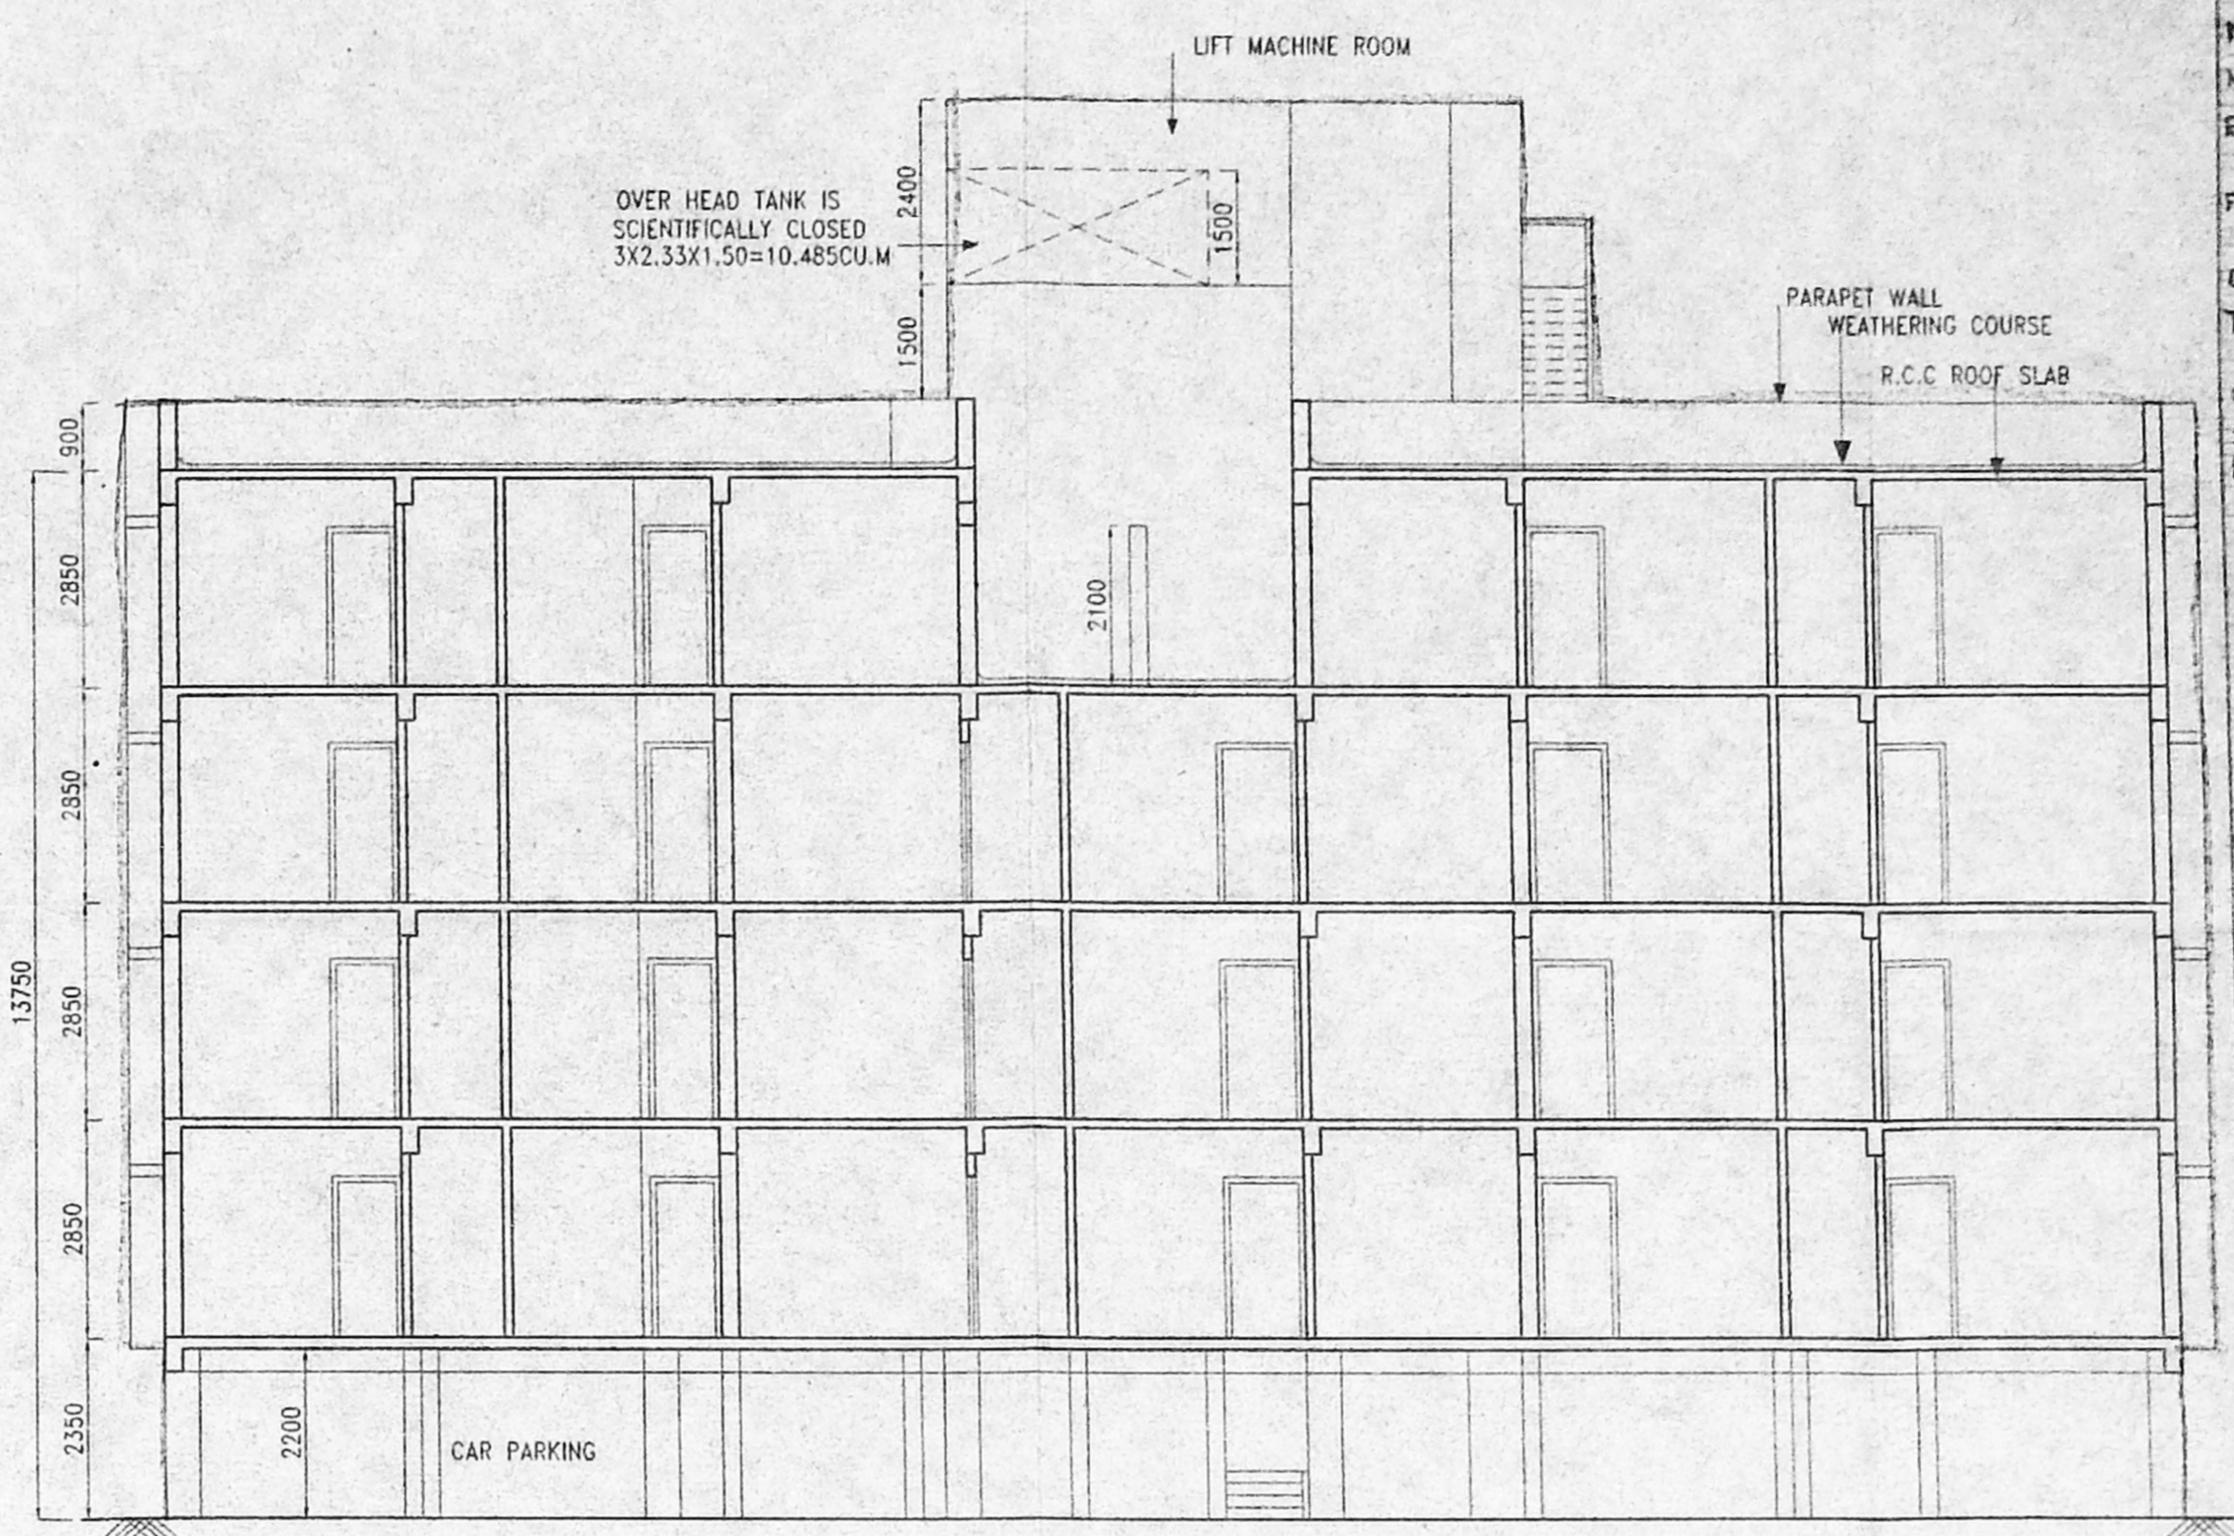 LIFT MACHINE ROOM
OVER HEAD TANK IS
SCIENTIFICALLY CLOSED
3X2.33X1.50=10.485CU.M
2400
1500
1500
PARAPET WALL
WEATHERING COURSE
R.C.C ROOF SLAB
900
2850
2100
2850
13750
2850
2850
2350
2200
CAR PARKING